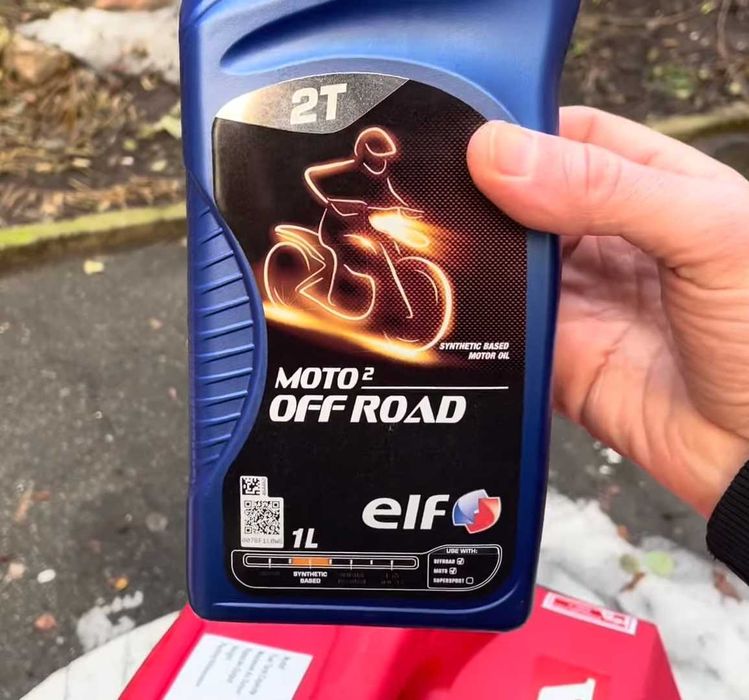 2T
SYNTHETIC BASED
MOTOR OIL
MOTO 2
OFF ROAD
elf
1L
SYNTHETIC
BASED
USE WITH:
OFFROAD
MOTO
SUPERSPORT